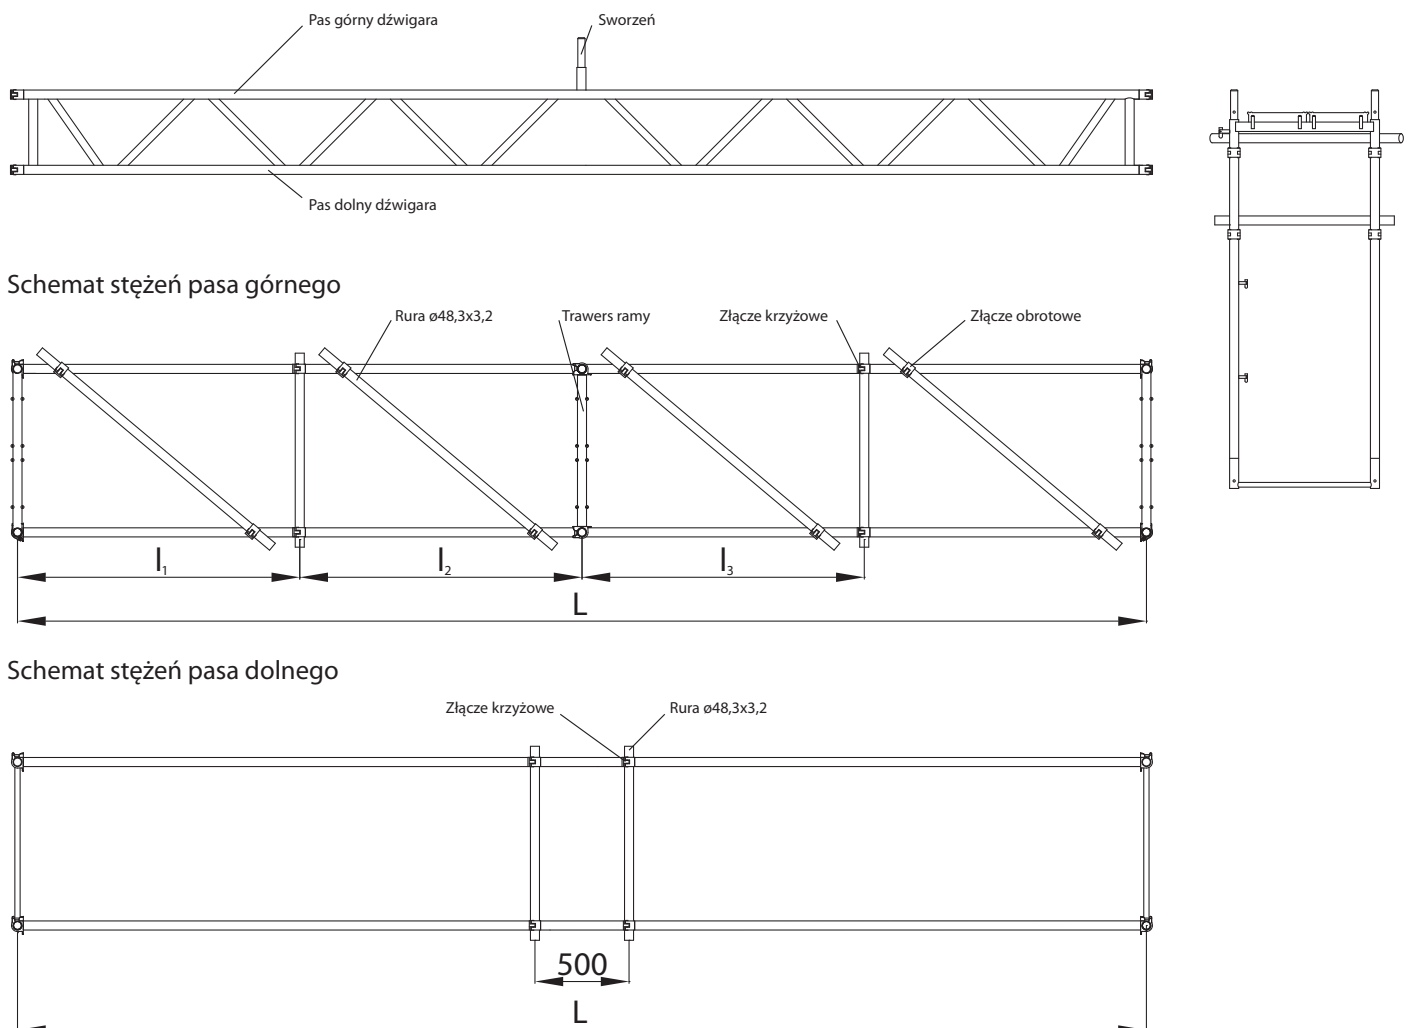 Pas górny dźwigara
Sworzeń
Pas dolny dźwigara
Schemat stężeń pasa górnego
Rura ø48,3x3,2
Trawers ramy
Złącze krzyżowe
Złącze obrotowe
l₁
l₂
l₃
L
Schemat stężeń pasa dolnego
Złącze krzyżowe
Rura ø48,3x3,2
500
L